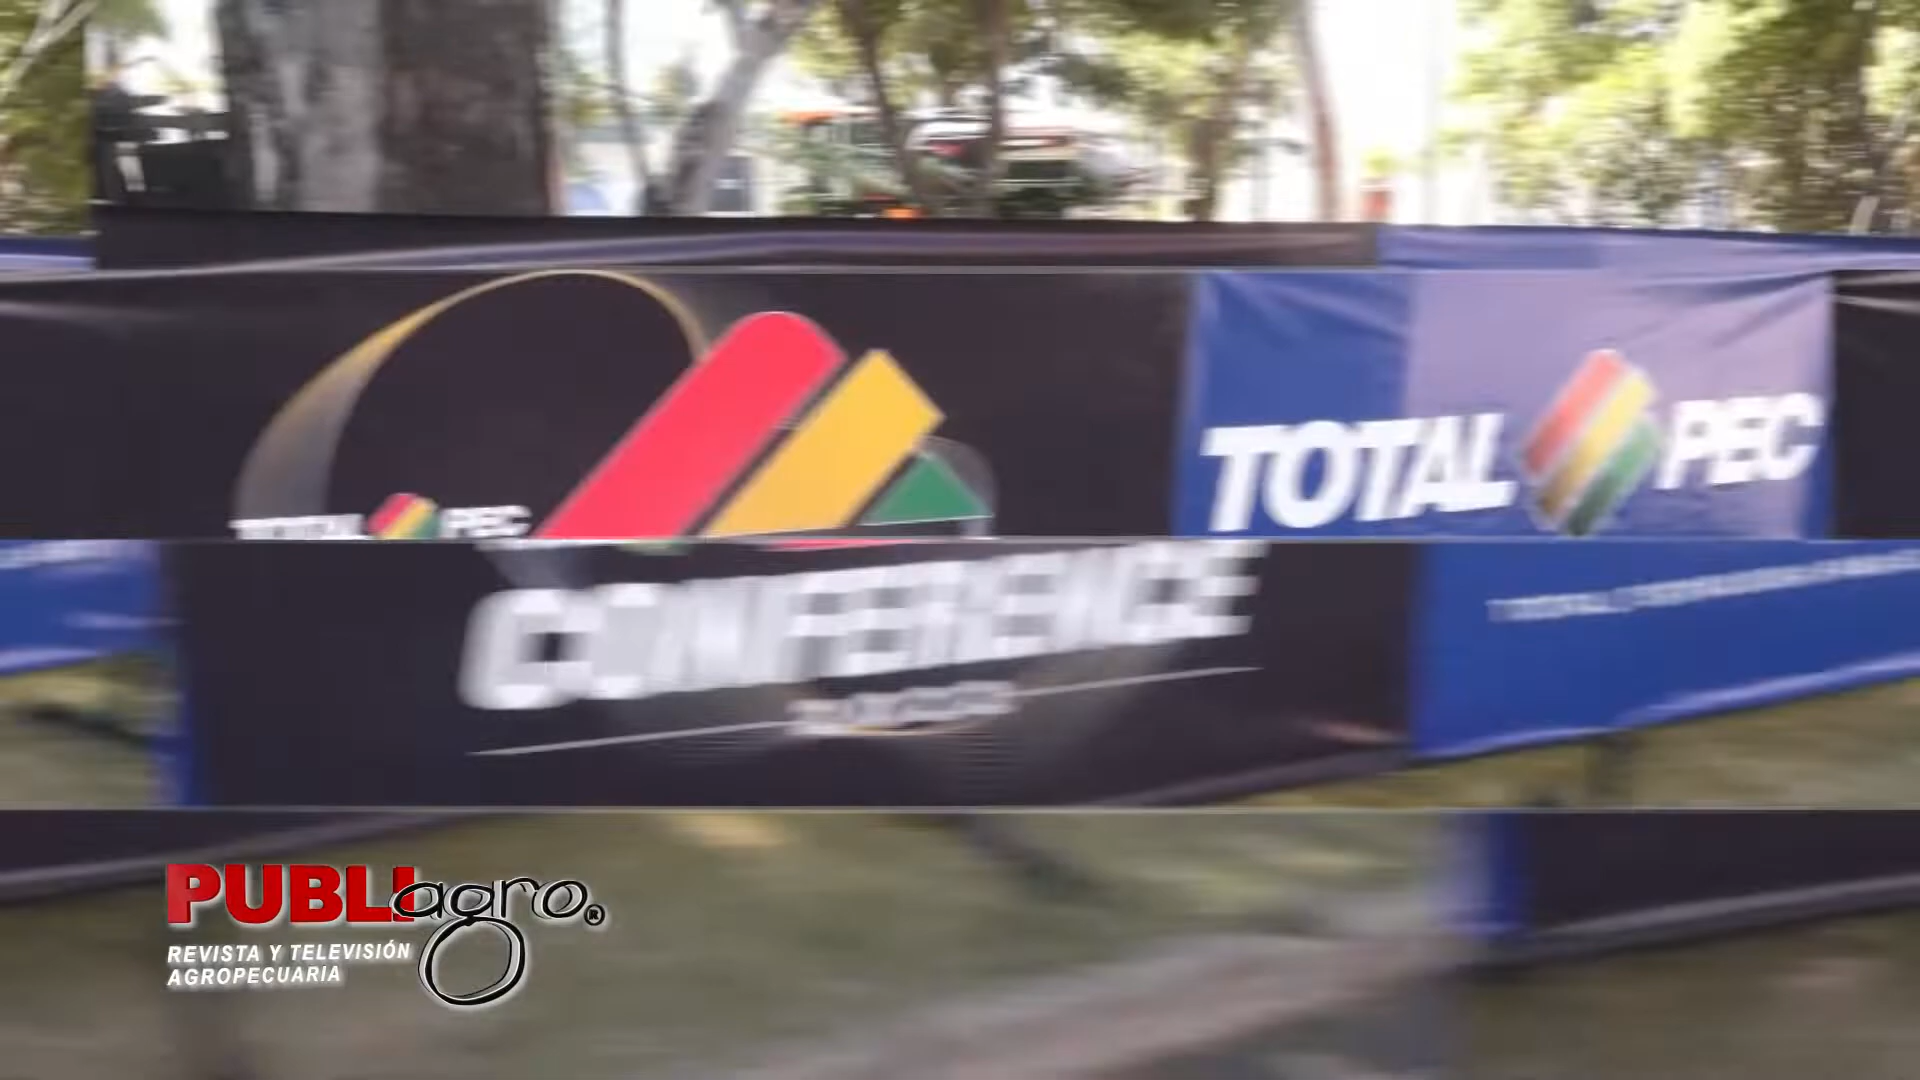 TOTAL PEC
TOTAL PEC
CONFERENCE
PUBLIagro®
REVISTA Y TELEVISIÓN
AGROPECUARIA